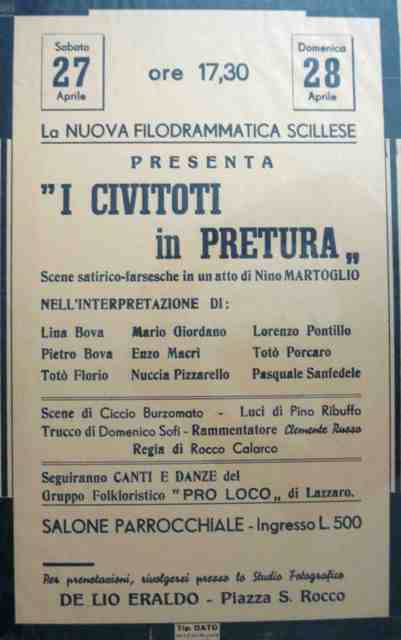 Sabato 27 Aprile
ore 17,30
Domenica 28 Aprile
La NUOVA FILODRAMMATICA SCILLESE
PRESENTA
"I CIVITOTI
in PRETURA„
Scene satirico-farsesche in un atto di Nino MARTOGLIO
NELL'INTERPRETAZIONE DI:
Lina Bova Mario Giordano Lorenzo Pontillo
Pietro Bova Enzo Macrì Totò Porcaro
Totò Florio Nuccia Pizzarello Pasquale Sanfedele
Scene di Ciccio Burzomato - Luci di Pino Ribuffo
Trucco di Domenico Sofi - Rammentatore Clemente Russo
Regia di Rocco Calarco
Seguiranno CANTI E DANZE del
Gruppo Folkloristico "PRO LOCO„ di Lazzaro.
SALONE PARROCCHIALE - Ingresso L. 500
Per prenotazioni, rivolgersi presso lo Studio Fotografico
DE LIO ERALDO - Piazza S. Rocco
Tip. DATO